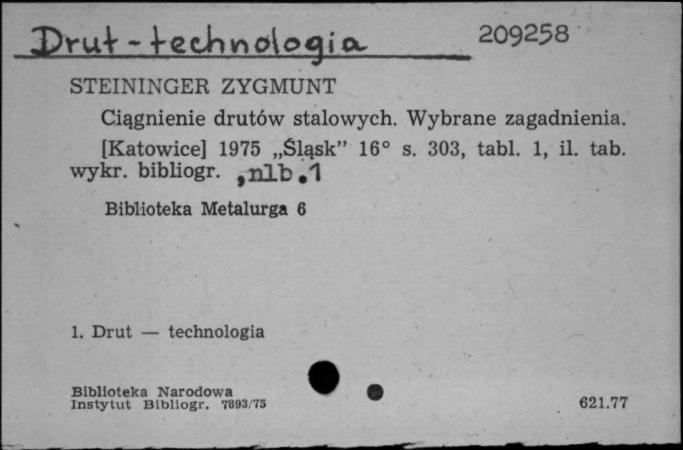 Drut - technologia 209258
STEININGER ZYGMUNT
Ciągnienie drutów stalowych. Wybrane zagadnienia.
[Katowice] 1975 „Śląsk” 16° s. 303, tabl. 1, il. tab.
wykr. bibliogr. ,nlb.1
Biblioteka Metalurga 6
1. Drut — technologia
Biblioteka Narodowa
Instytut Bibliogr. 7893/75 621.77